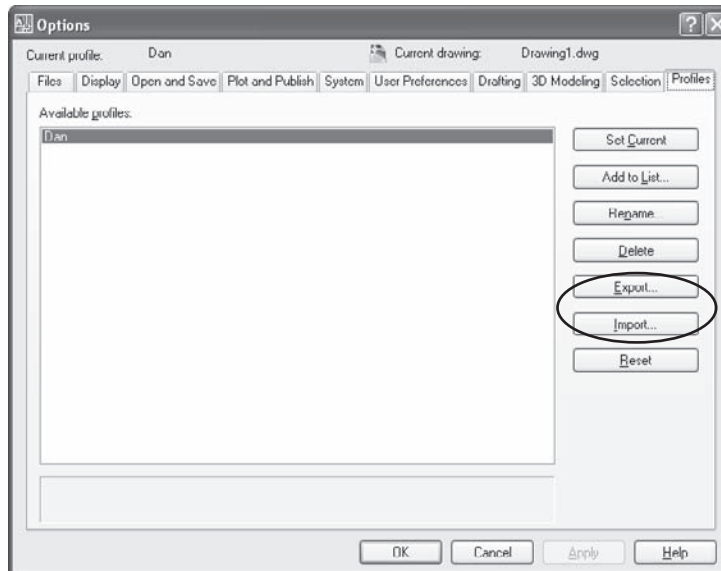 Options
Current profile: Dan Current drawing: Drawing1.dwg
Files Display Open and Save Plot and Publish System User Preferences Drafting 3D Modeling Selection Profiles
Available profiles:
Dan
Set Current
Add to List...
Rename...
Delete
Export...
Import...
Reset
OK Cancel Apply Help